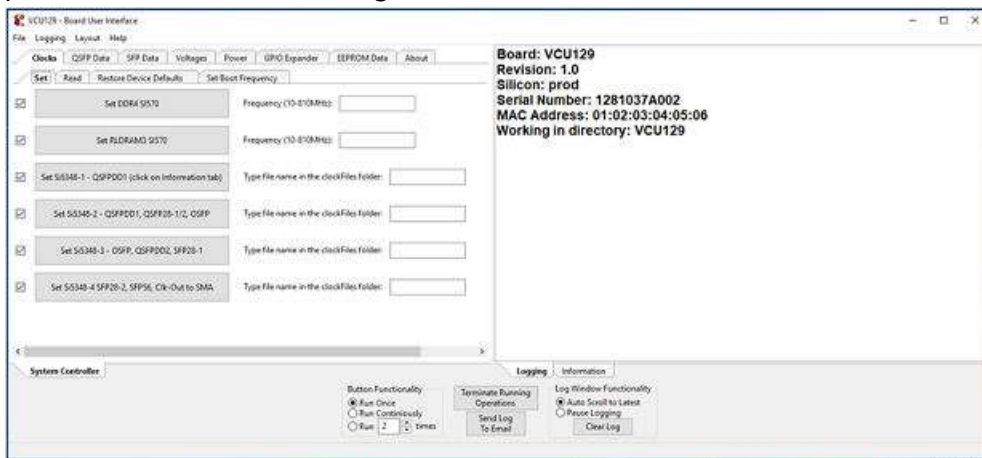 VCU129 - Board User Interface
File Logging Layout Help
Clocks QSFP Data SFP Data Voltages Power GPIO Expander EEPROM Data About
Set Read Restore Device Defaults Set Boot Frequency
Set DDR4 SI570 Frequency (10-810MHz):
Set RLDRAM3 SI570 Frequency (10-810MHz):
Set Si5348-1 - QSFPDD1 (click on information tab) Type file name in the clockFiles folder:
Set Si5348-2 - QSFPDD1, QSFP28-1/2, OSFP Type file name in the clockFiles folder:
Set Si5348-3 - OSFP, QSFPDD2, SFP28-1 Type file name in the clockFiles folder:
Set Si5348-4 SFP28-2, SFP56, Clk-Out to SMA Type file name in the clockFiles folder:
System Controller
Board: VCU129
Revision: 1.0
Silicon: prod
Serial Number: 1281037A002
MAC Address: 01:02:03:04:05:06
Working in directory: VCU129
Logging Information
Button Functionality
Run Once
Run Continiously
Run 2 times
Terminate Running
Operations
Send Log
To Email
Log Window Functionality
Auto Scroll to Latest
Pause Logging
Clear Log